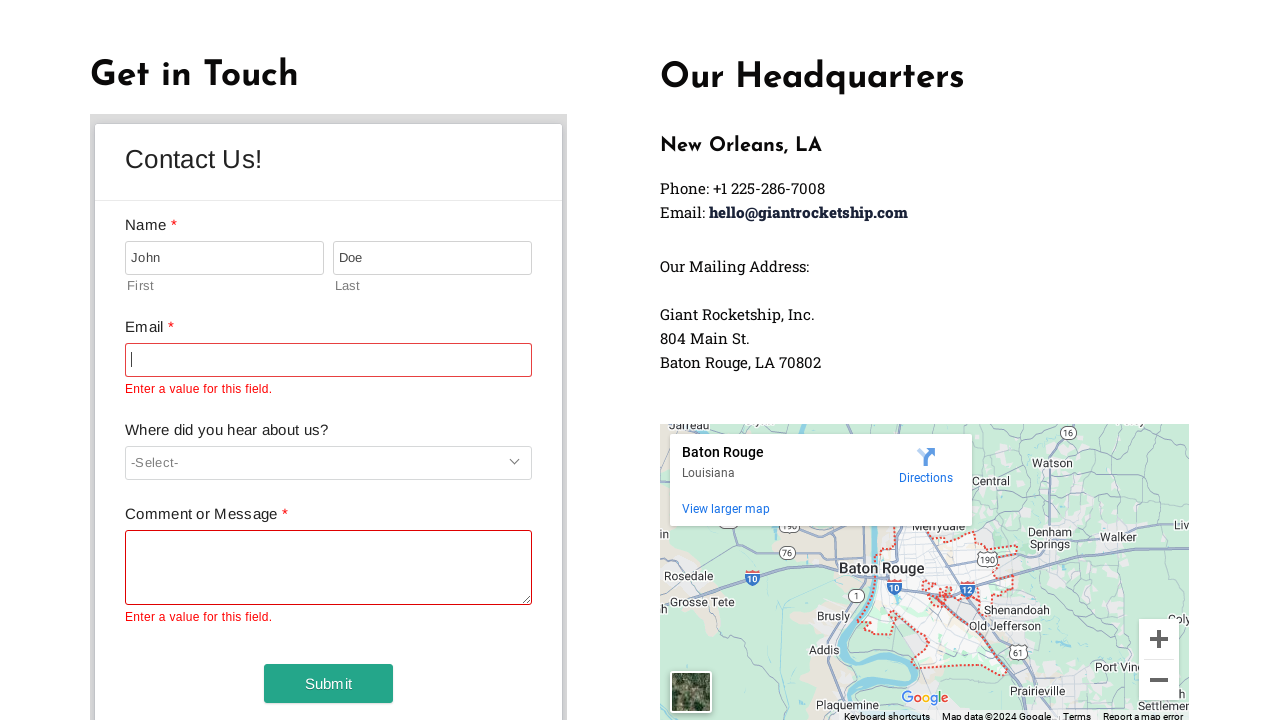 Get in Touch
Contact Us!
Name *
John
Doe
First
Last
Email *
Enter a value for this field.
Where did you hear about us?
-Select-
Comment or Message *
Enter a value for this field.
Submit
Our Headquarters
New Orleans, LA
Phone: +1 225-286-7008
Email: hello@giantrocketship.com
Our Mailing Address:
Giant Rocketship, Inc.
804 Main St.
Baton Rouge, LA 70802
Jarreau
16
Baton Rouge
Louisiana
Directions
View larger map
Watson
Central
Merrydale
190
Denham
Springs
Walker
76
190
Baton Rouge
Rosedale
10
10
12
Grosse Tete
1
Brusly
Shenandoah
Old Jefferson
Addis
61
Prairieville
Plaquemine
Google
Keyboard shortcuts
Map data ©2024 Google
Terms
Report a map error